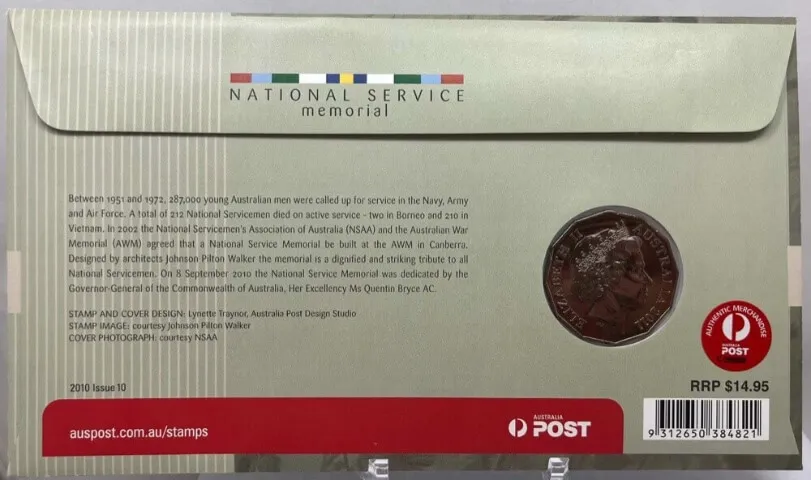 NATIONAL SERVICE
memorial
Between 1951 and 1972, 287,000 young Australian men were called up for service in the Navy, Army
and Air Force. A total of 212 National Servicemen died on active service - two in Borneo and 210 in
Vietnam. In 2002 the National Servicemen's Association of Australia (NSAA) and the Australian War
Memorial (AWM) agreed that a National Service Memorial be built at the AWM in Canberra.
Designed by architects Johnson Pilton Walker the memorial is a dignified and striking tribute to all
National Servicemen. On 8 September 2010 the National Service Memorial was dedicated by the
Governor-General of the Commonwealth of Australia, Her Excellency Ms Quentin Bryce AC.
STAMP AND COVER DESIGN: Lynette Traynor, Australia Post Design Studio
STAMP IMAGE: courtesy Johnson Pilton Walker
COVER PHOTOGRAPH: courtesy NSAA
ELIZABETH II AUSTRALIA
AUTHENTIC MERCHANDISE
AUSTRALIA
POST
2010 Issue 10
RRP $14.95
auspost.com.au/stamps
AUSTRALIA
POST
9 312650 384821